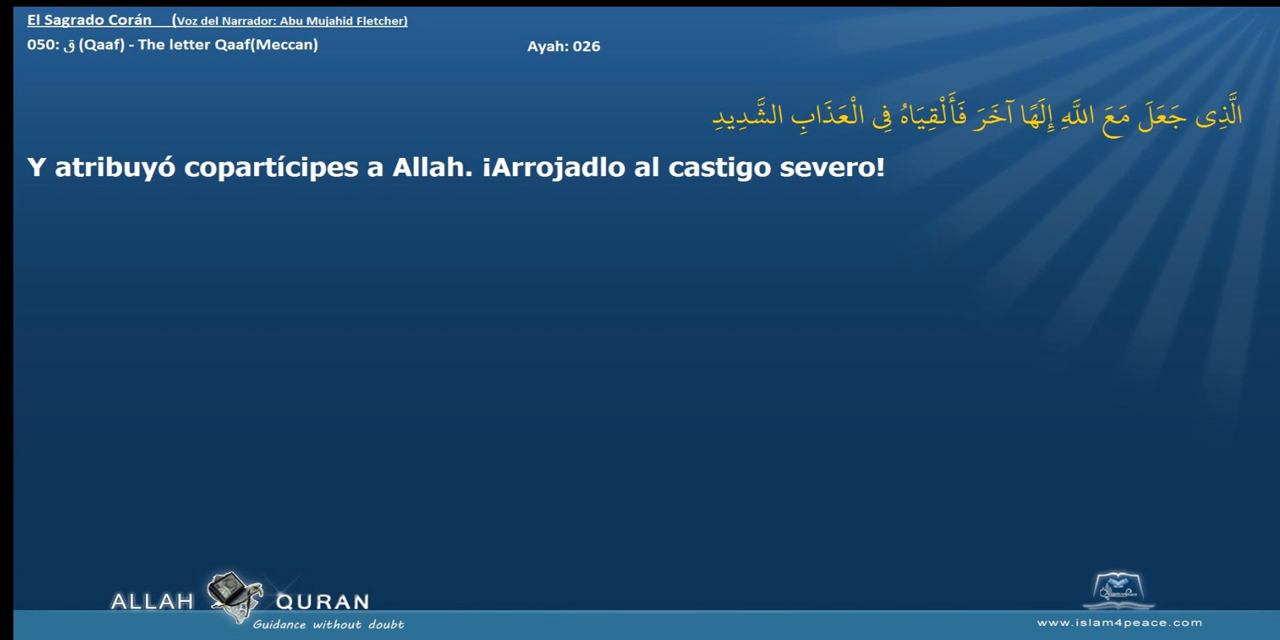 El Sagrado Corán (Voz del Narrador: Abu Mujahid Fletcher)
050: ق (Qaaf) - The letter Qaaf(Meccan) Ayah: 026
الَّذِى جَعَلَ مَعَ اللَّهِ إِلَهًا آخَرَ فَأَلْقِيَاهُ فِى الْعَذَابِ الشَّدِيدِ
Y atribuyó copartícipes a Allah. ¡Arrojadlo al castigo severo!
ALLAH QURAN
Guidance without doubt
www.islam4peace.com